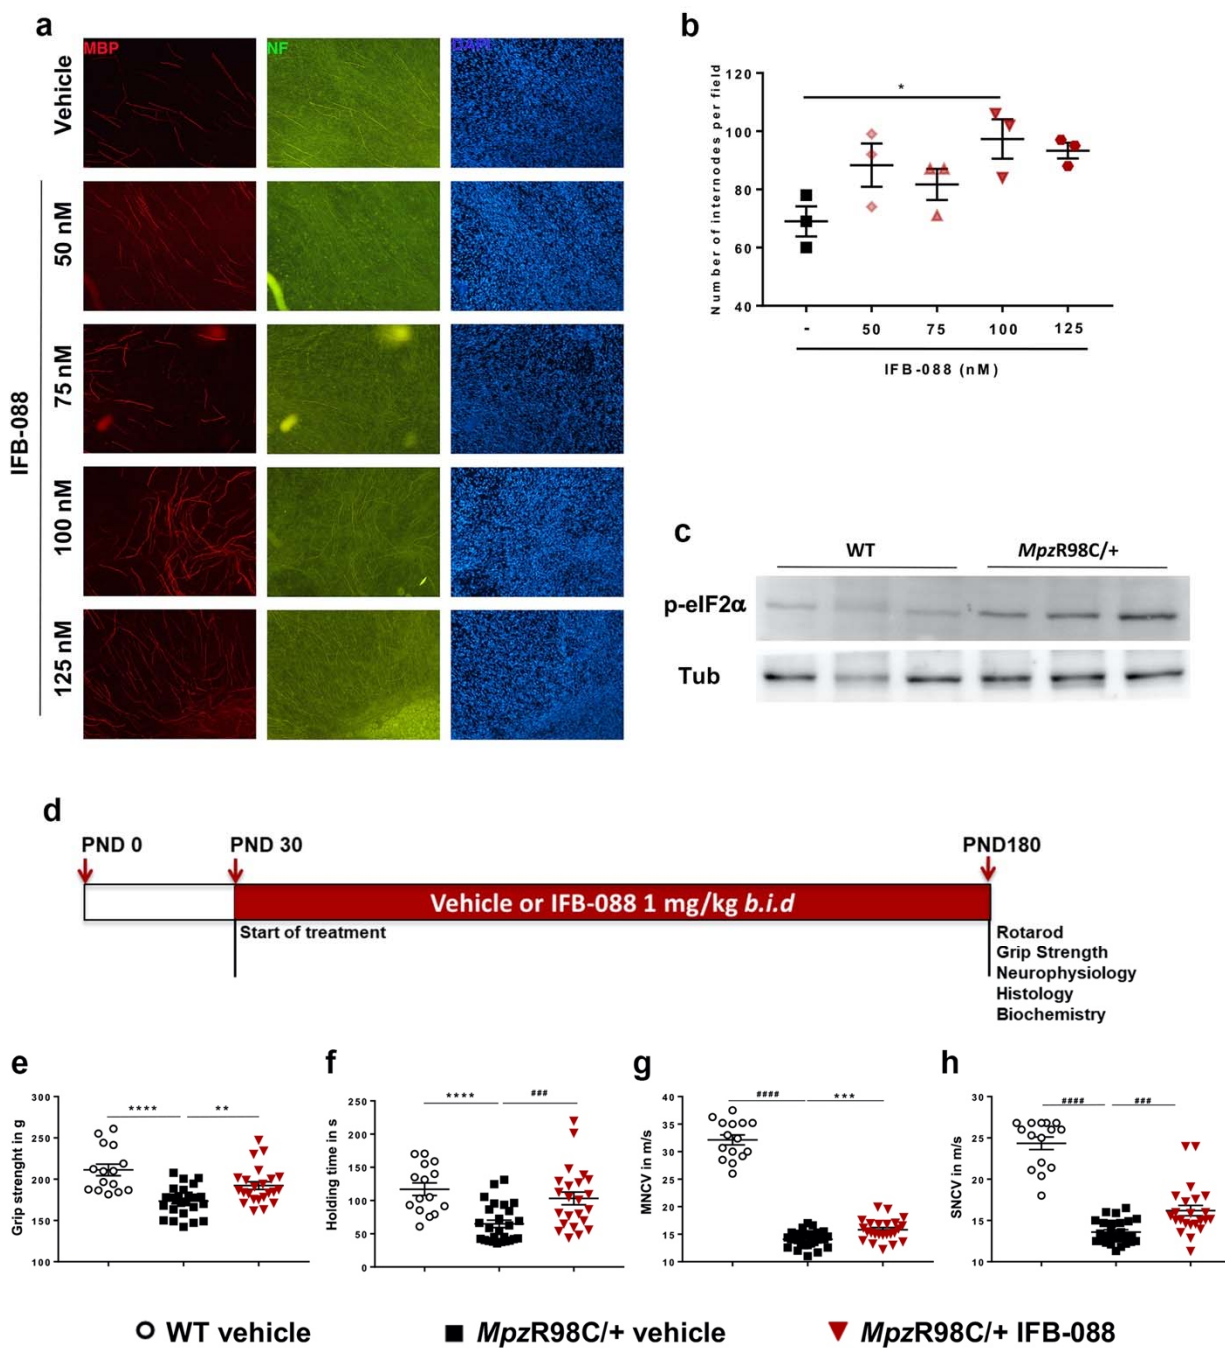 a
MBP
NF
DAPI
Vehicle
50 nM
75 nM
100 nM
125 nM
IFB-088
b
Number of internodes per field
120
100
80
60
40
*
- 50 75 100 125
IFB-088 (nM)
c
WT MpzR98C/+
p-eIF2α
Tub
d
PND 0 PND 30 PND180
Vehicle or IFB-088 1 mg/kg b.i.d
Start of treatment
Rotarod
Grip Strength
Neurophysiology
Histology
Biochemistry
e
Grip strenght in g
300
250
200
150
100
**** **
f
Holding time in s
250
200
150
100
50
0
**** ###
g
MNCV in m/s
40
35
30
25
20
15
10
#### ***
h
SNCV in m/s
30
25
20
15
10
#### ###
WT vehicle MpzR98C/+ vehicle MpzR98C/+ IFB-088